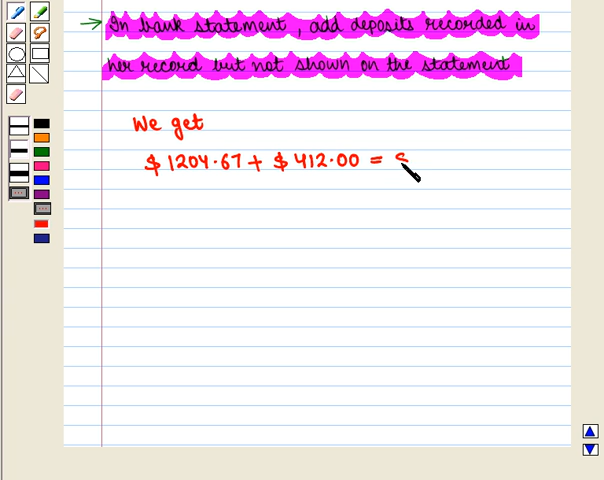 → In bank statement, add deposits recorded in
her record but not shown on the statement
We get
$1204.67 + $412.00 =